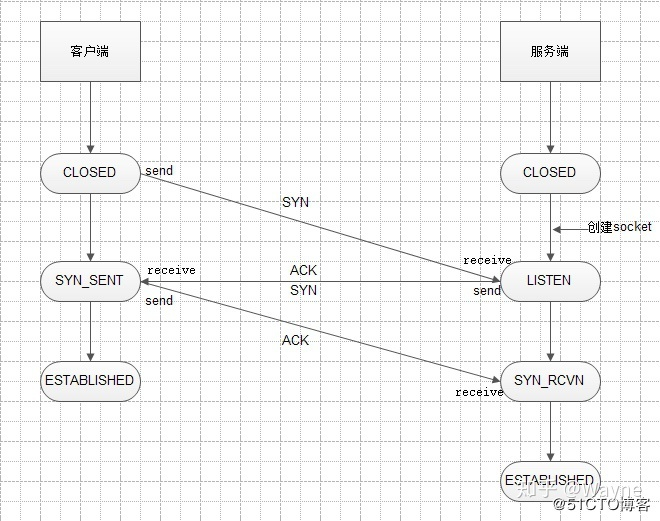 客户端
服务端
CLOSED
send
CLOSED
SYN
创建socket
receive
receive
ACK
SYN_SENT
LISTEN
SYN
send
send
ACK
ESTABLISHED
SYN_RCVN
receive
ESTABLISHED
知乎 @Wayne
@51CTO博客